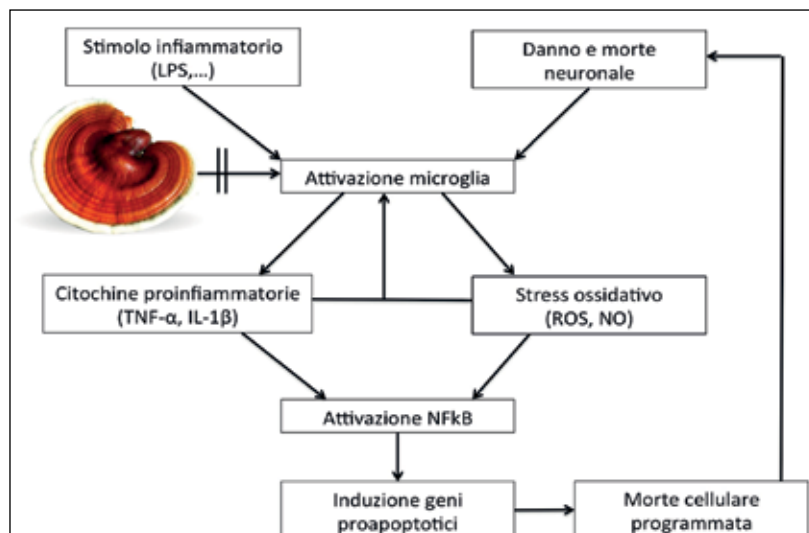 Stimolo infiammatorio
(LPS,...)
Danno e morte
neuronale
Attivazione microglia
Citochine proinfiammatorie
(TNF-α, IL-1β)
Stress ossidativo
(ROS, NO)
Attivazione NFkB
Induzione geni
proapoptotici
Morte cellulare
programmata